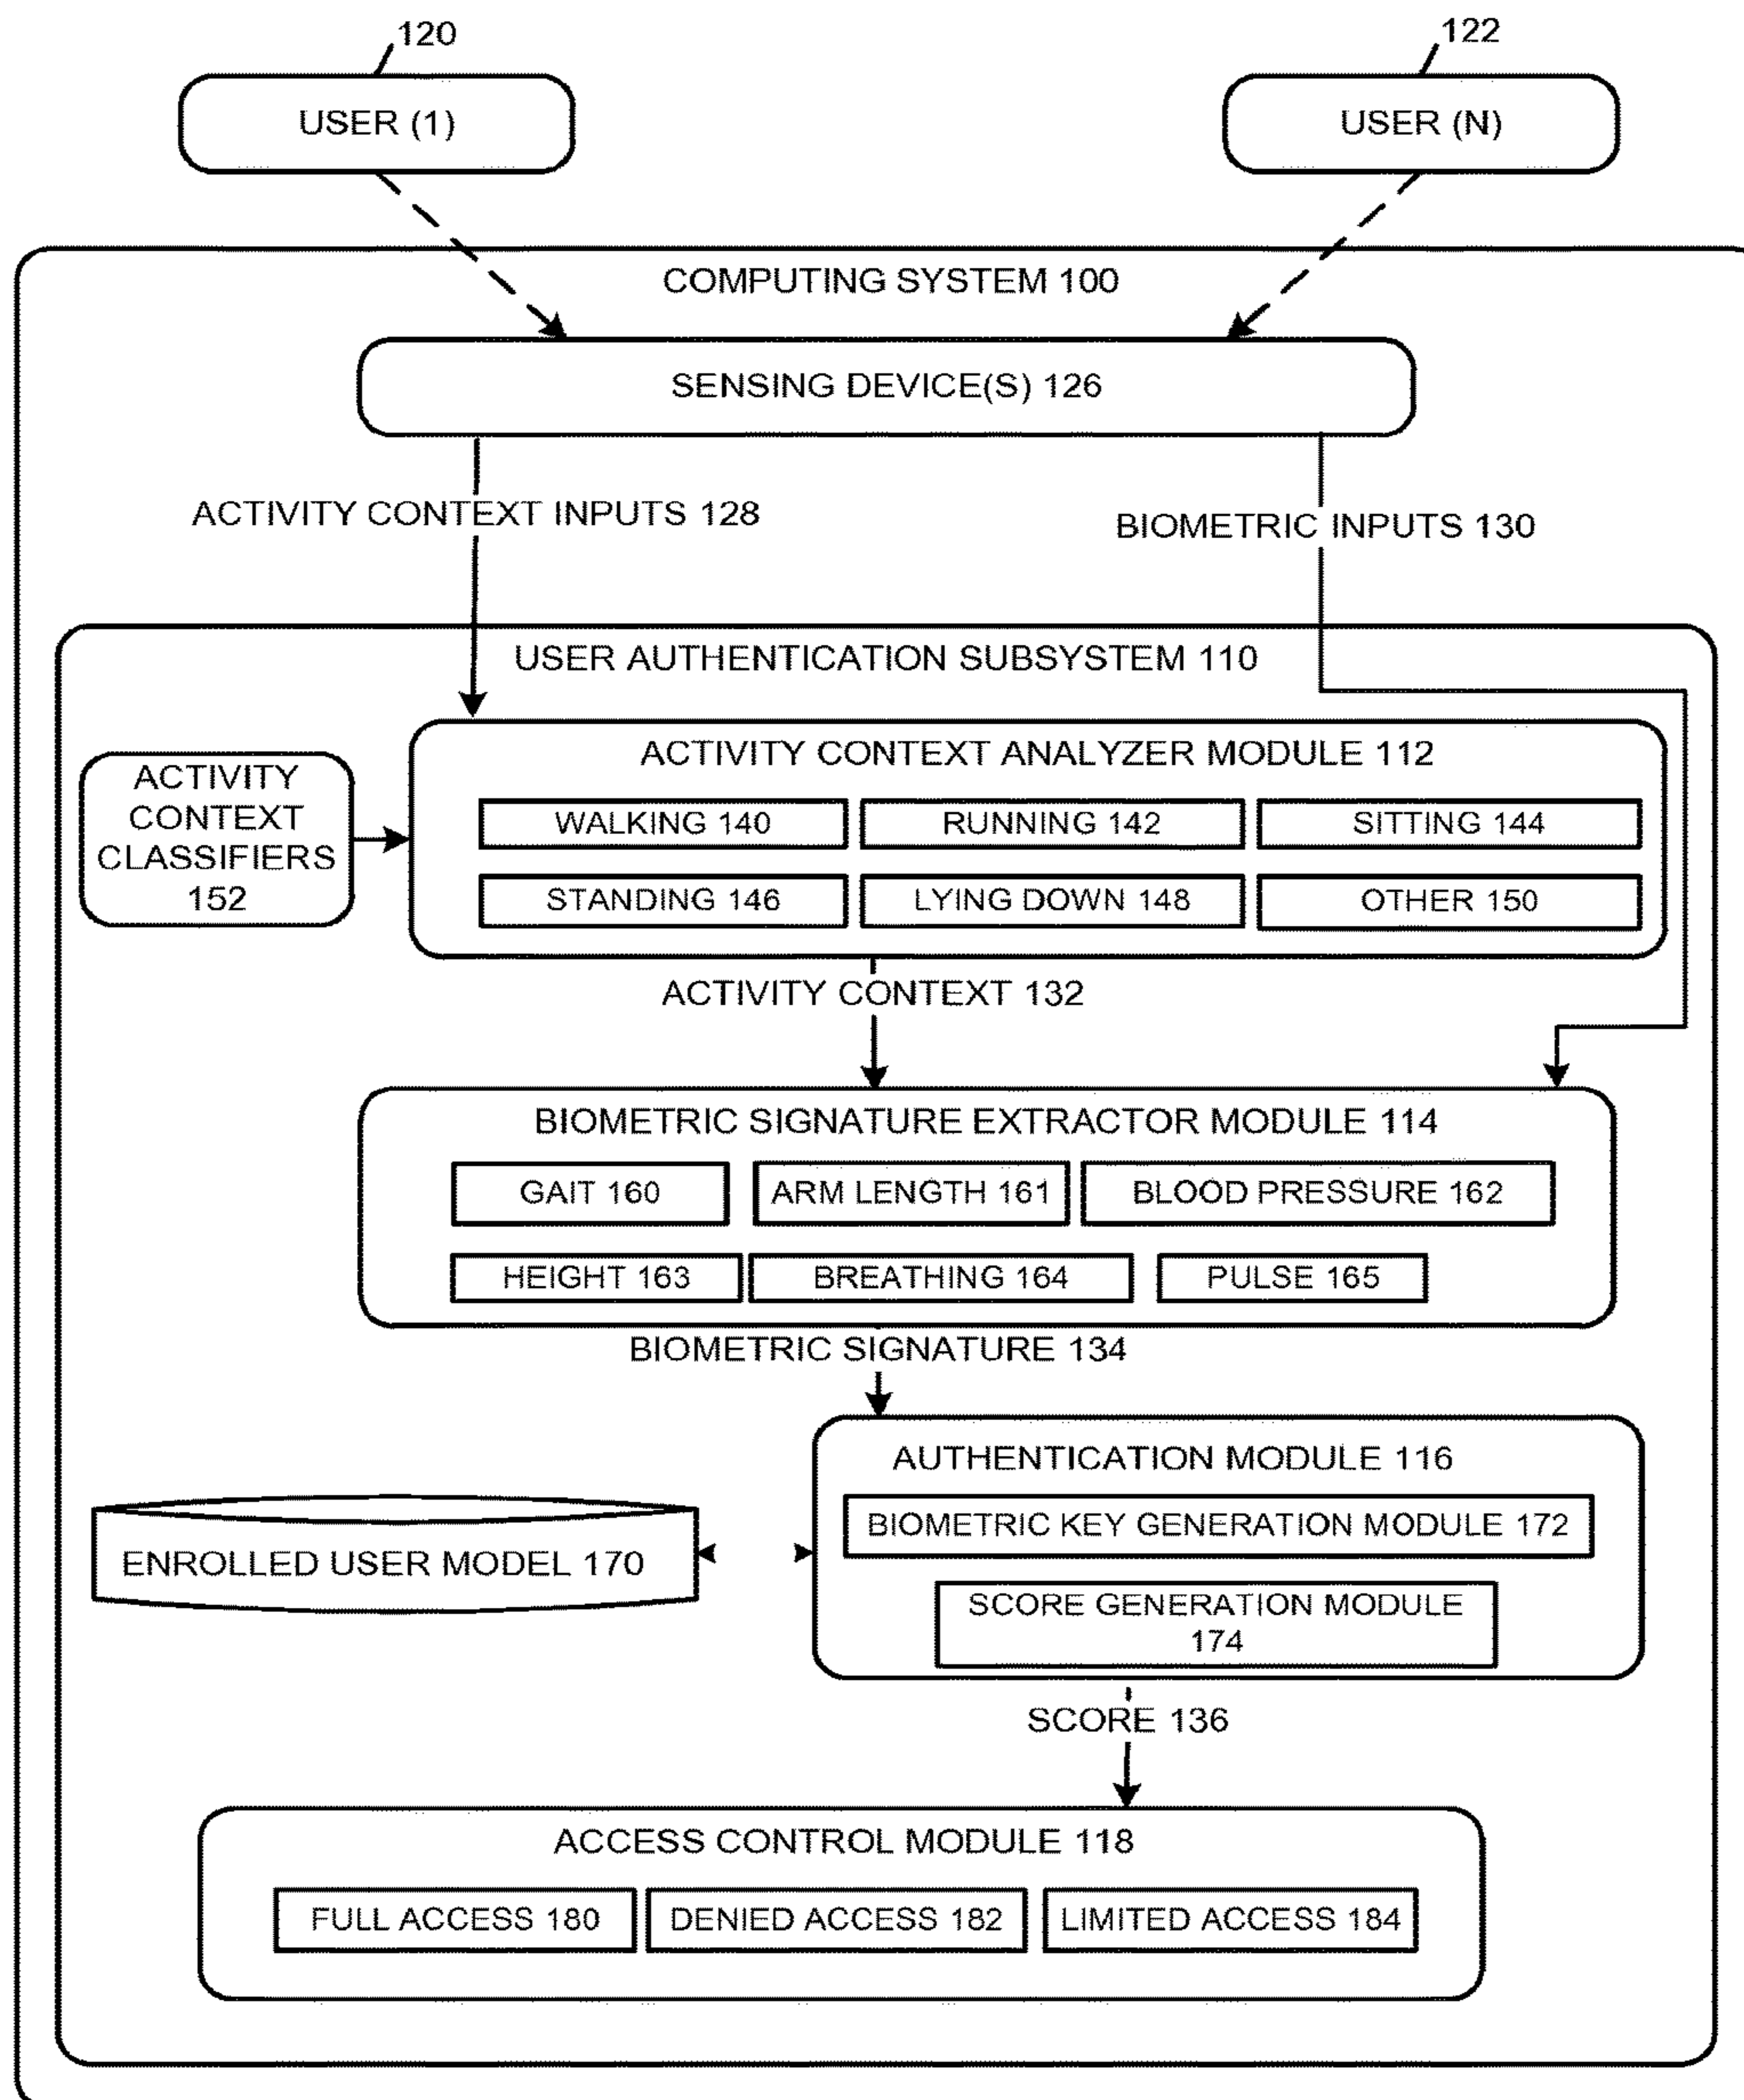 120
122
USER (1)
USER (N)
COMPUTING SYSTEM 100
SENSING DEVICE(S) 126
ACTIVITY CONTEXT INPUTS 128
BIOMETRIC INPUTS 130
USER AUTHENTICATION SUBSYSTEM 110
ACTIVITY
CONTEXT
CLASSIFIERS
152
ACTIVITY CONTEXT ANALYZER MODULE 112
WALKING 140
RUNNING 142
SITTING 144
STANDING 146
LYING DOWN 148
OTHER 150
ACTIVITY CONTEXT 132
BIOMETRIC SIGNATURE EXTRACTOR MODULE 114
GAIT 160
ARM LENGTH 161
BLOOD PRESSURE 162
HEIGHT 163
BREATHING 164
PULSE 165
BIOMETRIC SIGNATURE 134
AUTHENTICATION MODULE 116
BIOMETRIC KEY GENERATION MODULE 172
ENROLLED USER MODEL 170
SCORE GENERATION MODULE
174
SCORE 136
ACCESS CONTROL MODULE 118
FULL ACCESS 180
DENIED ACCESS 182
LIMITED ACCESS 184